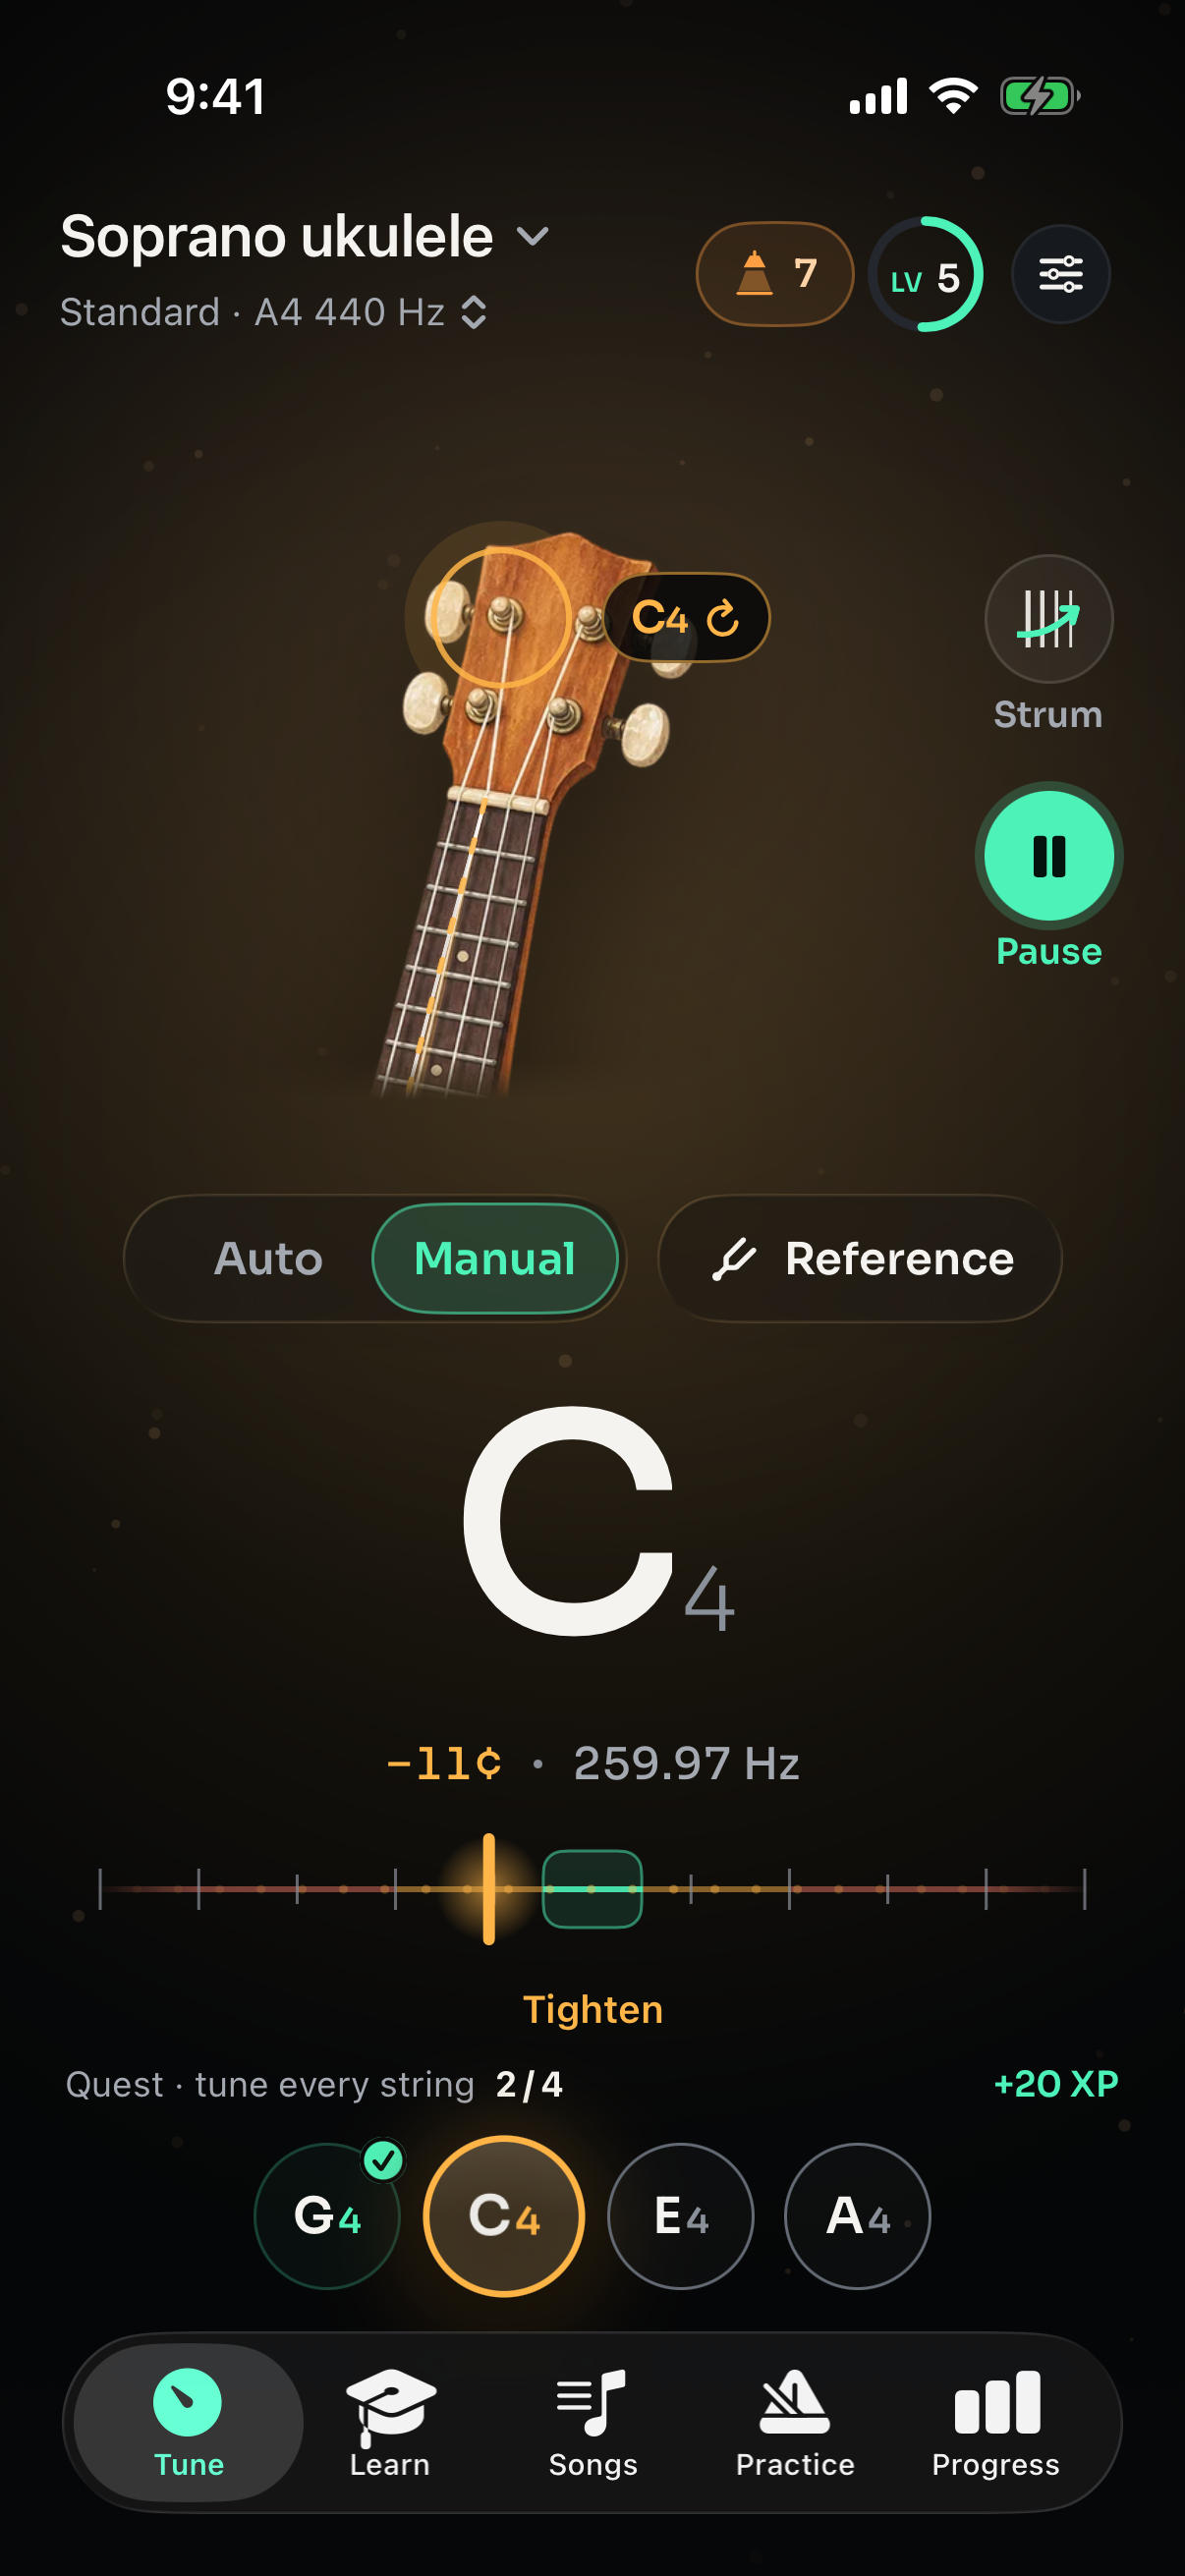 9:41
Soprano ukulele
7
LV 5
Standard · A4 440 Hz
C4
Strum
Pause
Auto
Manual
Reference
C4
−11¢ · 259.97 Hz
Tighten
Quest · tune every string 2/4
+20 XP
G4
C4
E4
A4
Tune
Learn
Songs
Practice
Progress